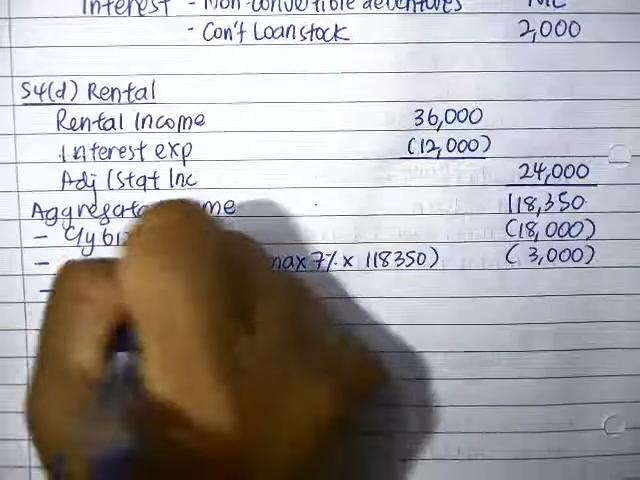 Interest - Non-convertible debentures NIL
- Con't Loanstock 2,000
S4(d) Rental
Rental Income 36,000
Interest exp (12,000)
Adj (Stat Inc 24,000
Aggregate 118,350
- C/y (18,000)
- max 7% x 118350) ( 3,000)
-